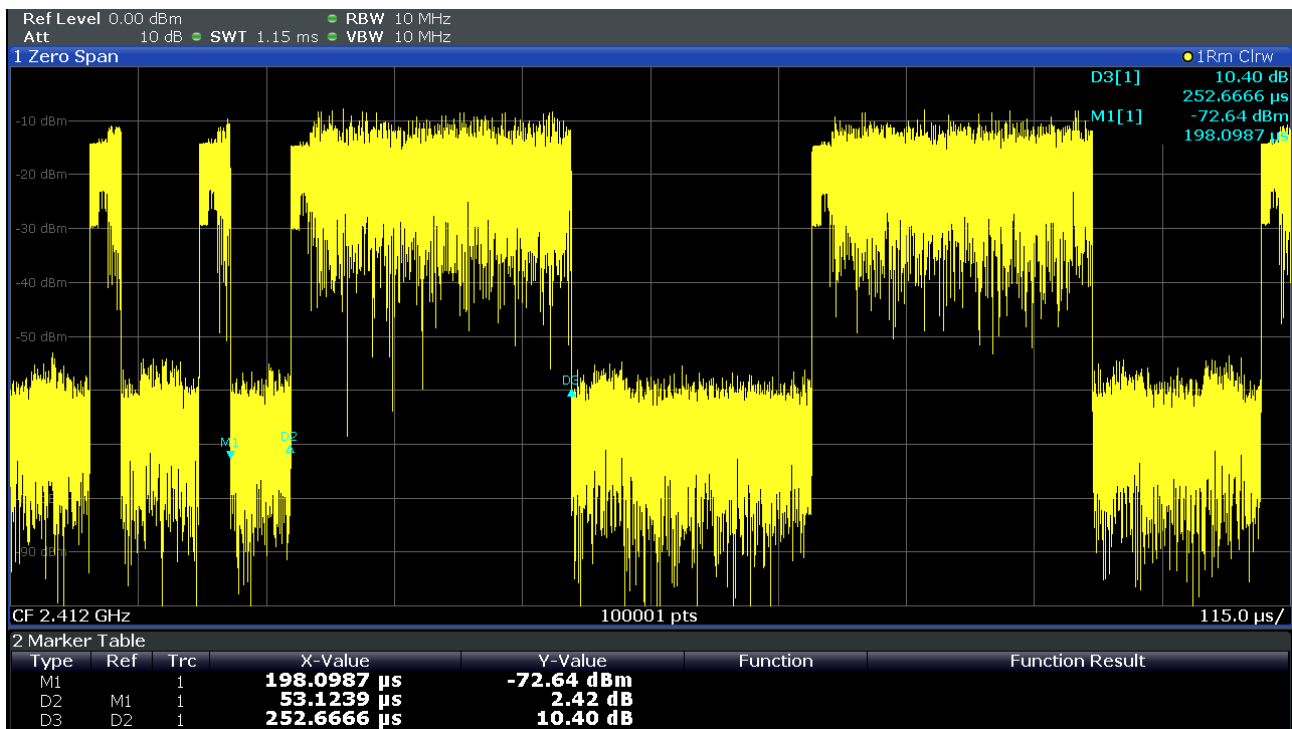 Ref Level 0.00 dBm RBW 10 MHz
Att 10 dB SWT 1.15 ms VBW 10 MHz
1 Zero Span 1Rm Clrw
D3[1] 10.40 dB
252.6666 µs
M1[1] -72.64 dBm
198.0987 µs
-10 dBm
-20 dBm
-30 dBm
-40 dBm
-50 dBm
D3
M1 D2
-90 dBm
CF 2.412 GHz 100001 pts 115.0 µs/
2 Marker Table
Type Ref Trc X-Value Y-Value Function Function Result
M1 1 198.0987 µs -72.64 dBm
D2 M1 1 53.1239 µs 2.42 dB
D3 D2 1 252.6666 µs 10.40 dB